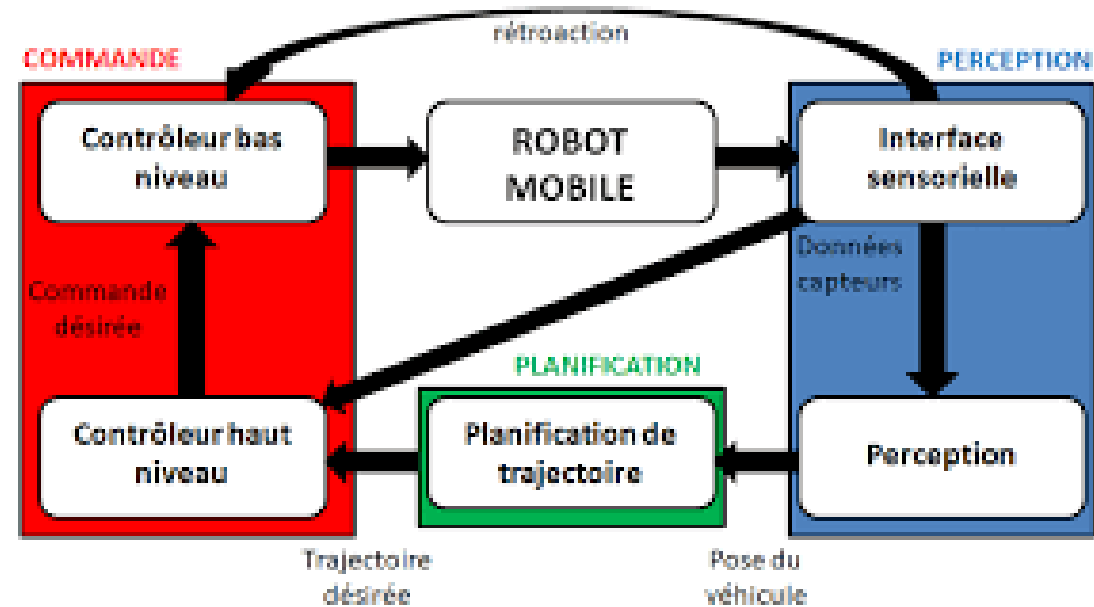 rétroaction
COMMANDE
PERCEPTION
Contrôleur bas
niveau
ROBOT
MOBILE
Interface
sensorielle
Commande
désirée
Données
capteurs
PLANIFICATION
Contrôleur haut
niveau
Planification de
trajectoire
Perception
Trajectoire
désirée
Pose du
véhicule